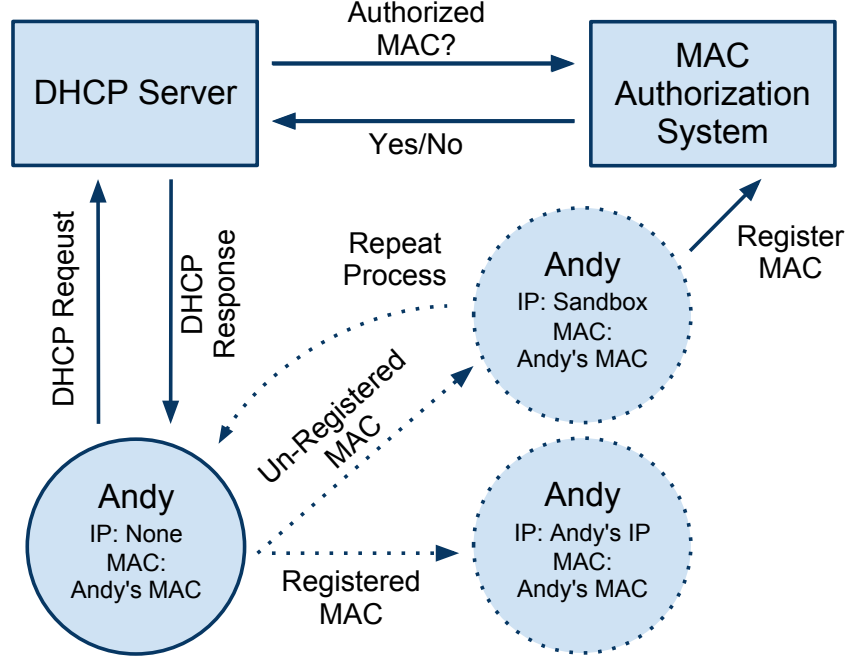 Authorized
MAC?
DHCP Server
MAC
Authorization
System
Yes/No
DHCP Reqeust
DHCP
Response
Repeat
Process
Register
MAC
Andy
IP: Sandbox
MAC:
Andy's MAC
Un-Registered
MAC
Andy
IP: None
MAC:
Andy's MAC
Registered
MAC
Andy
IP: Andy's IP
MAC:
Andy's MAC